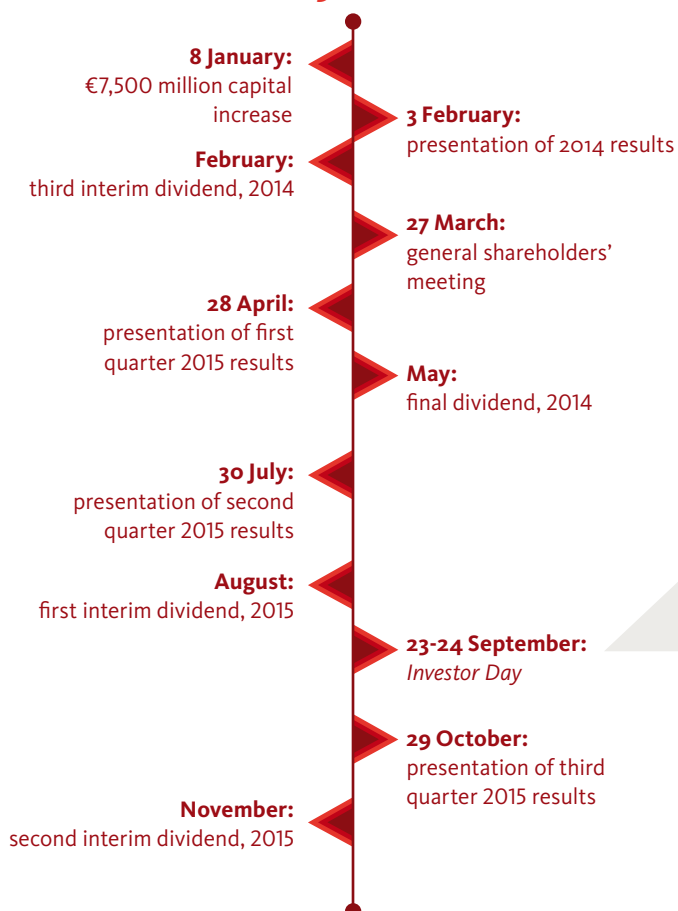 8 January:
€7,500 million capital
increase
3 February:
presentation of 2014 results
February:
third interim dividend, 2014
27 March:
general shareholders’
meeting
28 April:
presentation of first
quarter 2015 results
May:
final dividend, 2014
30 July:
presentation of second
quarter 2015 results
August:
first interim dividend, 2015
23-24 September:
Investor Day
29 October:
presentation of third
quarter 2015 results
November:
second interim dividend, 2015